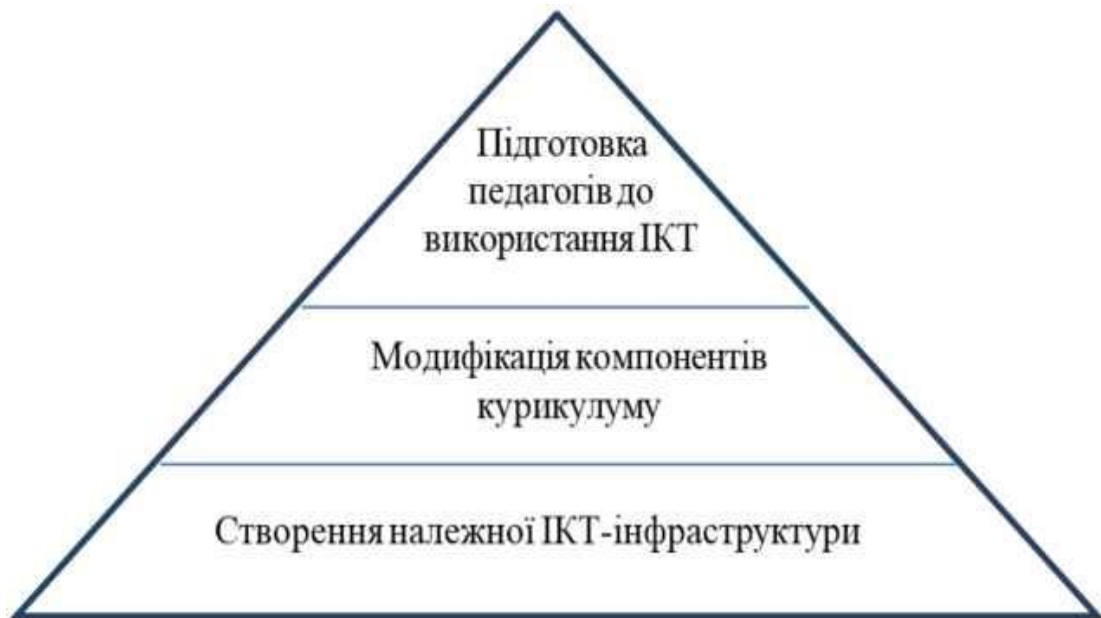 Підготовка
педагогів до
використання ІКТ
Модифікація компонентів
курикулуму
Створення належної ІКТ-інфраструктури